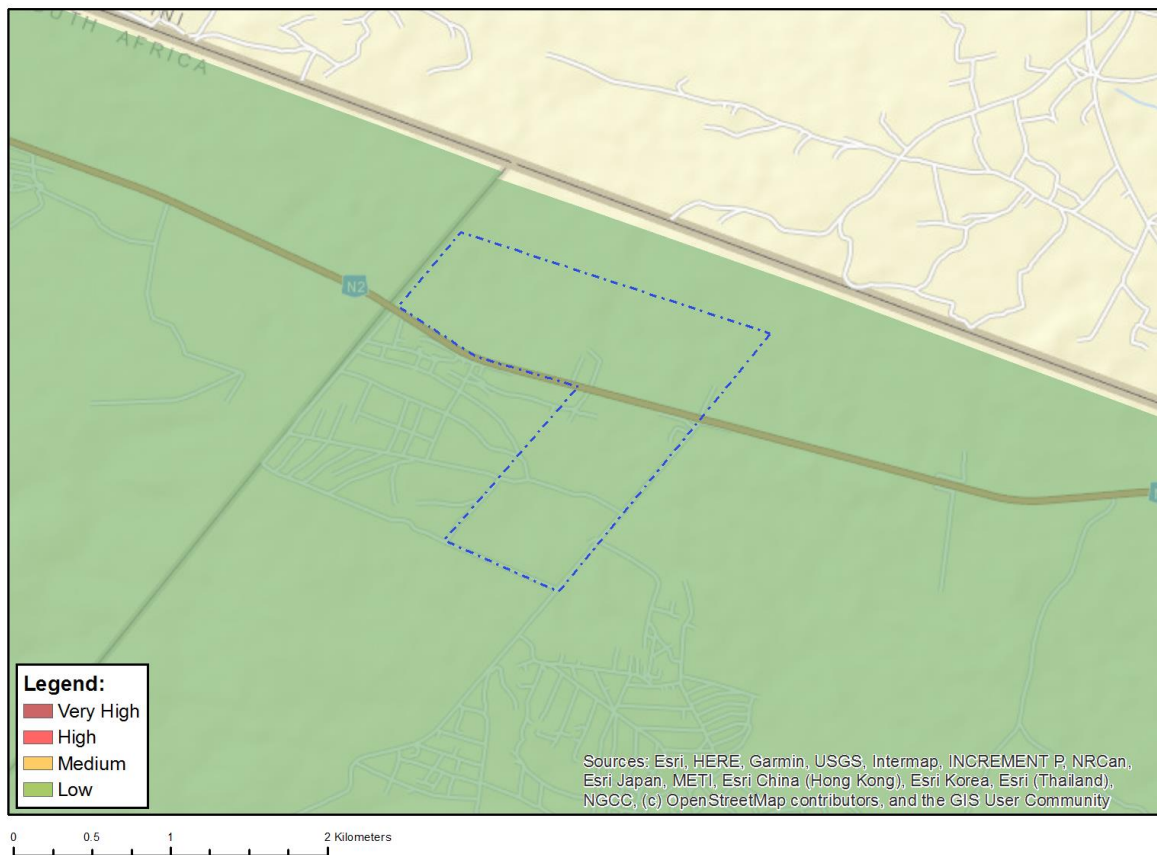 INI
OUTH AFRICA
N2
Legend:
Very High
High
Medium
Low
Sources: Esri, HERE, Garmin, USGS, Intermap, INCREMENT P, NRCan,
Esri Japan, METI, Esri China (Hong Kong), Esri Korea, Esri (Thailand),
NGCC, (c) OpenStreetMap contributors, and the GIS User Community
0 0.5 1 2 Kilometers